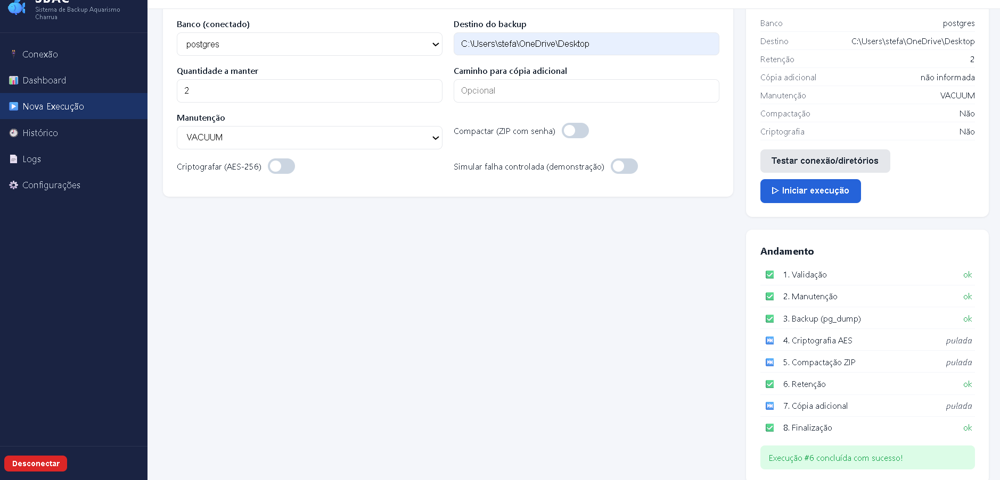 SBAC
Sistema de Backup Aquarismo
Charrua
Conexão
Dashboard
Nova Execução
Histórico
Logs
Configurações
Desconectar
Banco (conectado)
postgres
Destino do backup
C:\Users\stefa\OneDrive\Desktop
Quantidade a manter
2
Caminho para cópia adicional
Opcional
Manutenção
VACUUM
Compactar (ZIP com senha)
Criptografar (AES-256)
Simular falha controlada (demonstração)
Banco postgres
Destino C:\Users\stefa\OneDrive\Desktop
Retenção 2
Cópia adicional não informada
Manutenção VACUUM
Compactação Não
Criptografia Não
Testar conexão/diretórios
Iniciar execução
Andamento
1. Validação ok
2. Manutenção ok
3. Backup (pg_dump) ok
4. Criptografia AES pulada
5. Compactação ZIP pulada
6. Retenção ok
7. Cópia adicional pulada
8. Finalização ok
Execução #6 concluída com sucesso!